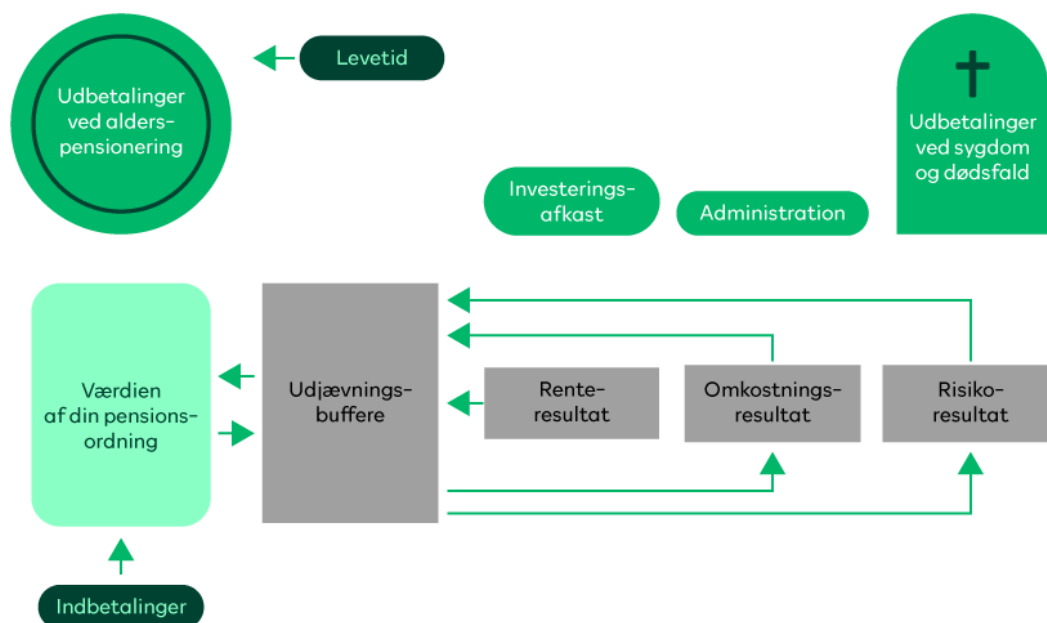 Levetid
Udbetalinger
ved alders-
pensionering
Udbetalinger
ved sygdom
og dødsfald
Investerings-
afkast
Administration
Værdien
af din pensions-
ordning
Udjævnings-
buffere
Rente-
resultat
Omkostnings-
resultat
Risiko-
resultat
Indbetalinger